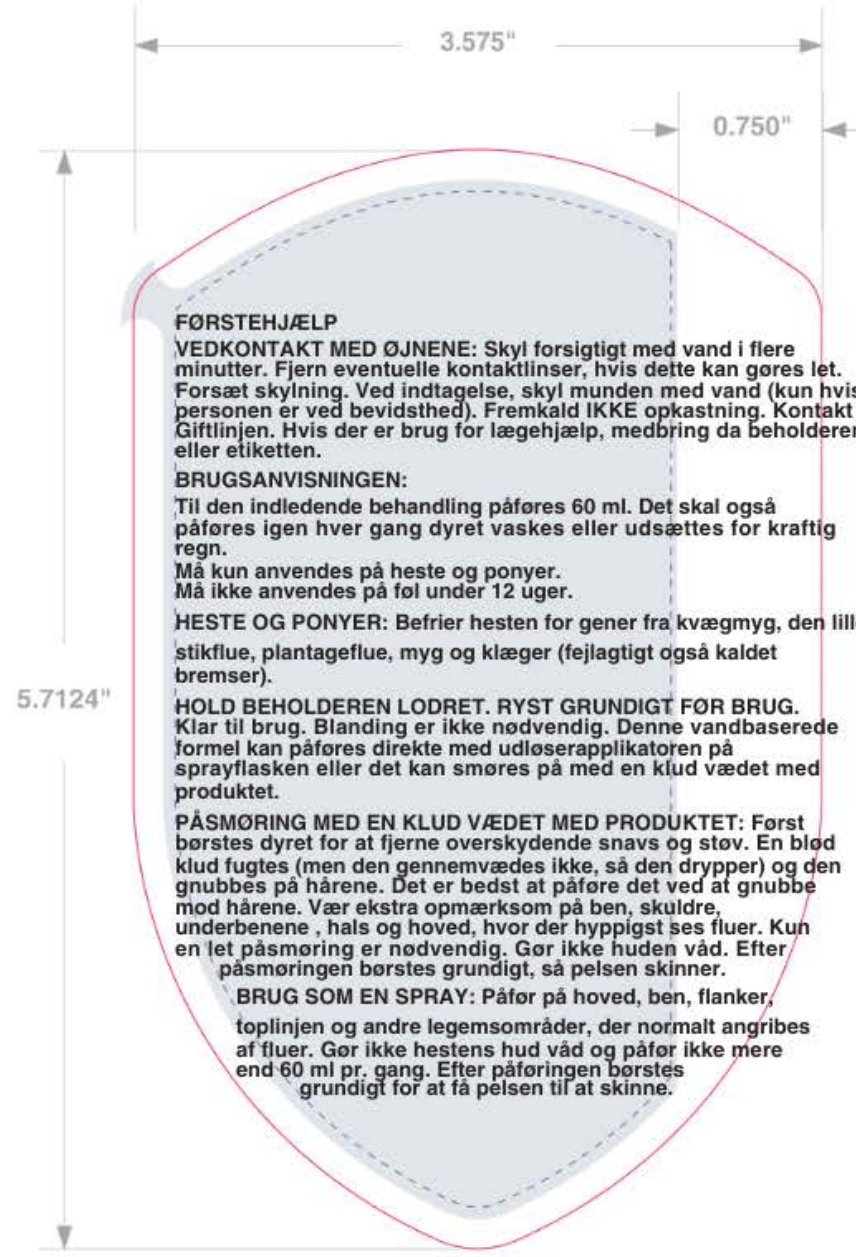 3.575"
0.750"
5.7124"
FØRSTEHJÆLP
VEDKONTAKT MED ØJNENE: Skyl forsigtigt med vand i flere
minutter. Fjern eventuelle kontaktlinser, hvis dette kan gøres let.
Forsæt skylning. Ved indtagelse, skyl munden med vand (kun hvis
personen er ved bevidsthed). Fremkald IKKE opkastning. Kontakt
Giftlinjen. Hvis der er brug for lægehjælp, medbring da beholderen
eller etiketten.
BRUGSANVISNINGEN:
Til den indledende behandling påføres 60 ml. Det skal også
påføres igen hver gang dyret vaskes eller udsættes for kraftig
regn.
Må kun anvendes på heste og ponyer.
Må ikke anvendes på føl under 12 uger.
HESTE OG PONYER: Befrier hesten for gener fra kvægmyg, den lille
stikflue, plantageflue, myg og klæger (fejlagtigt også kaldet
bremser).
HOLD BEHOLDEREN LODRET. RYST GRUNDIGT FØR BRUG.
Klar til brug. Blanding er ikke nødvendig. Denne vandbaserede
formel kan påføres direkte med udløserapplikatoren på
sprayflasken eller det kan smøres på med en klud vædet med
produktet.
PÅSMØRING MED EN KLUD VÆDET MED PRODUKTET: Først
børstes dyret for at fjerne overskydende snavs og støv. En blød
klud fugtes (men den gennemvædes ikke, så den drypper) og den
gnubbes på hårene. Det er bedst at påføre det ved at gnubbe
mod hårene. Vær ekstra opmærksom på ben, skuldre,
underbenene , hals og hoved, hvor der hyppigst ses fluer. Kun
en let påsmøring er nødvendig. Gør ikke huden våd. Efter
påsmøringen børstes grundigt, så pelsen skinner.
BRUG SOM EN SPRAY: Påfør på hoved, ben, flanker,
toplinjen og andre legemsområder, der normalt angribes
af fluer. Gør ikke hestens hud våd og påfør ikke mere
end 60 ml pr. gang. Efter påføringen børstes
grundigt for at få pelsen til at skinne.